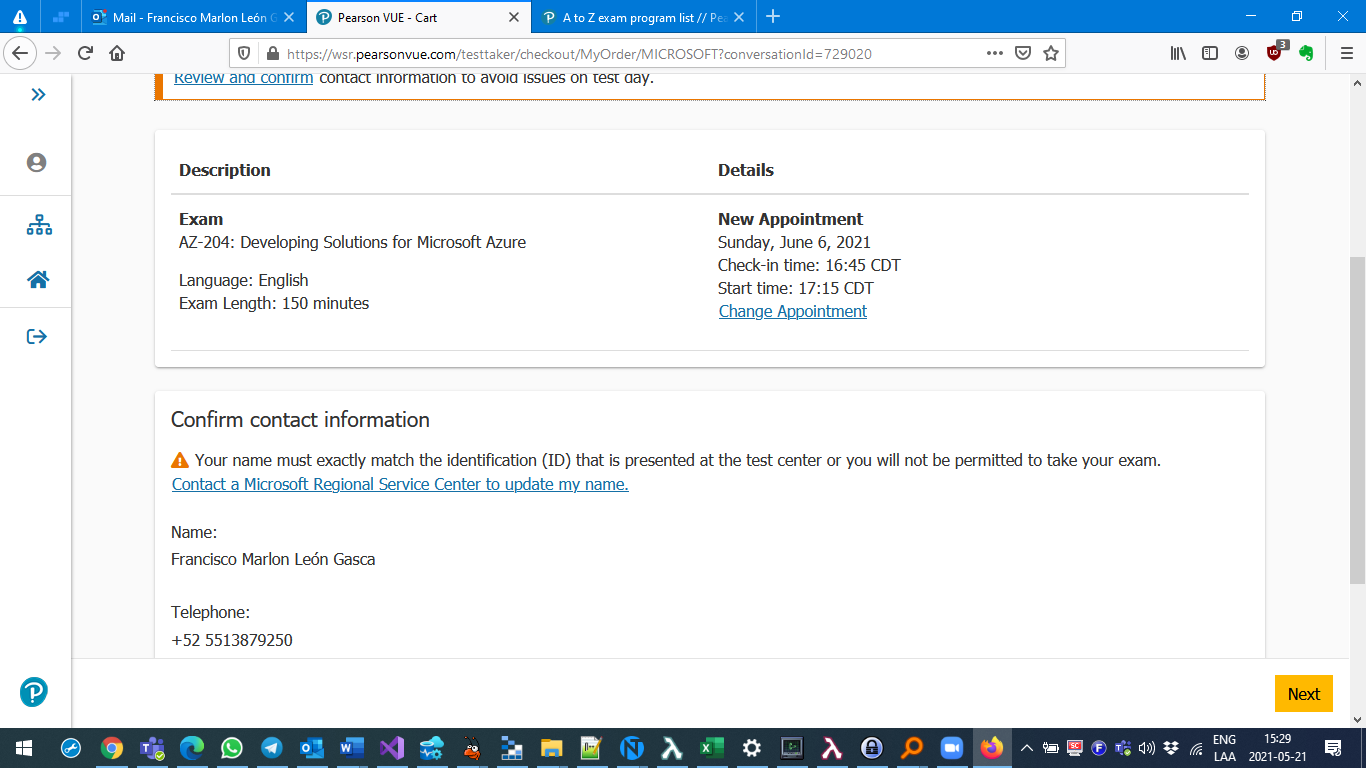 Mail - Francisco Marlon León G
Pearson VUE - Cart
A to Z exam program list // Pea
https://wsr.pearsonvue.com/testtaker/checkout/MyOrder/MICROSOFT?conversationId=729020
3
Review and confirm contact information to avoid issues on test day.
Description
Details
Exam
New Appointment
AZ-204: Developing Solutions for Microsoft Azure
Sunday, June 6, 2021
Check-in time: 16:45 CDT
Language: English
Start time: 17:15 CDT
Exam Length: 150 minutes
Change Appointment
Confirm contact information
Your name must exactly match the identification (ID) that is presented at the test center or you will not be permitted to take your exam.
Contact a Microsoft Regional Service Center to update my name.
Name:
Francisco Marlon León Gasca
Telephone:
+52 5513879250
Next
ENG
15:29
LAA
2021-05-21